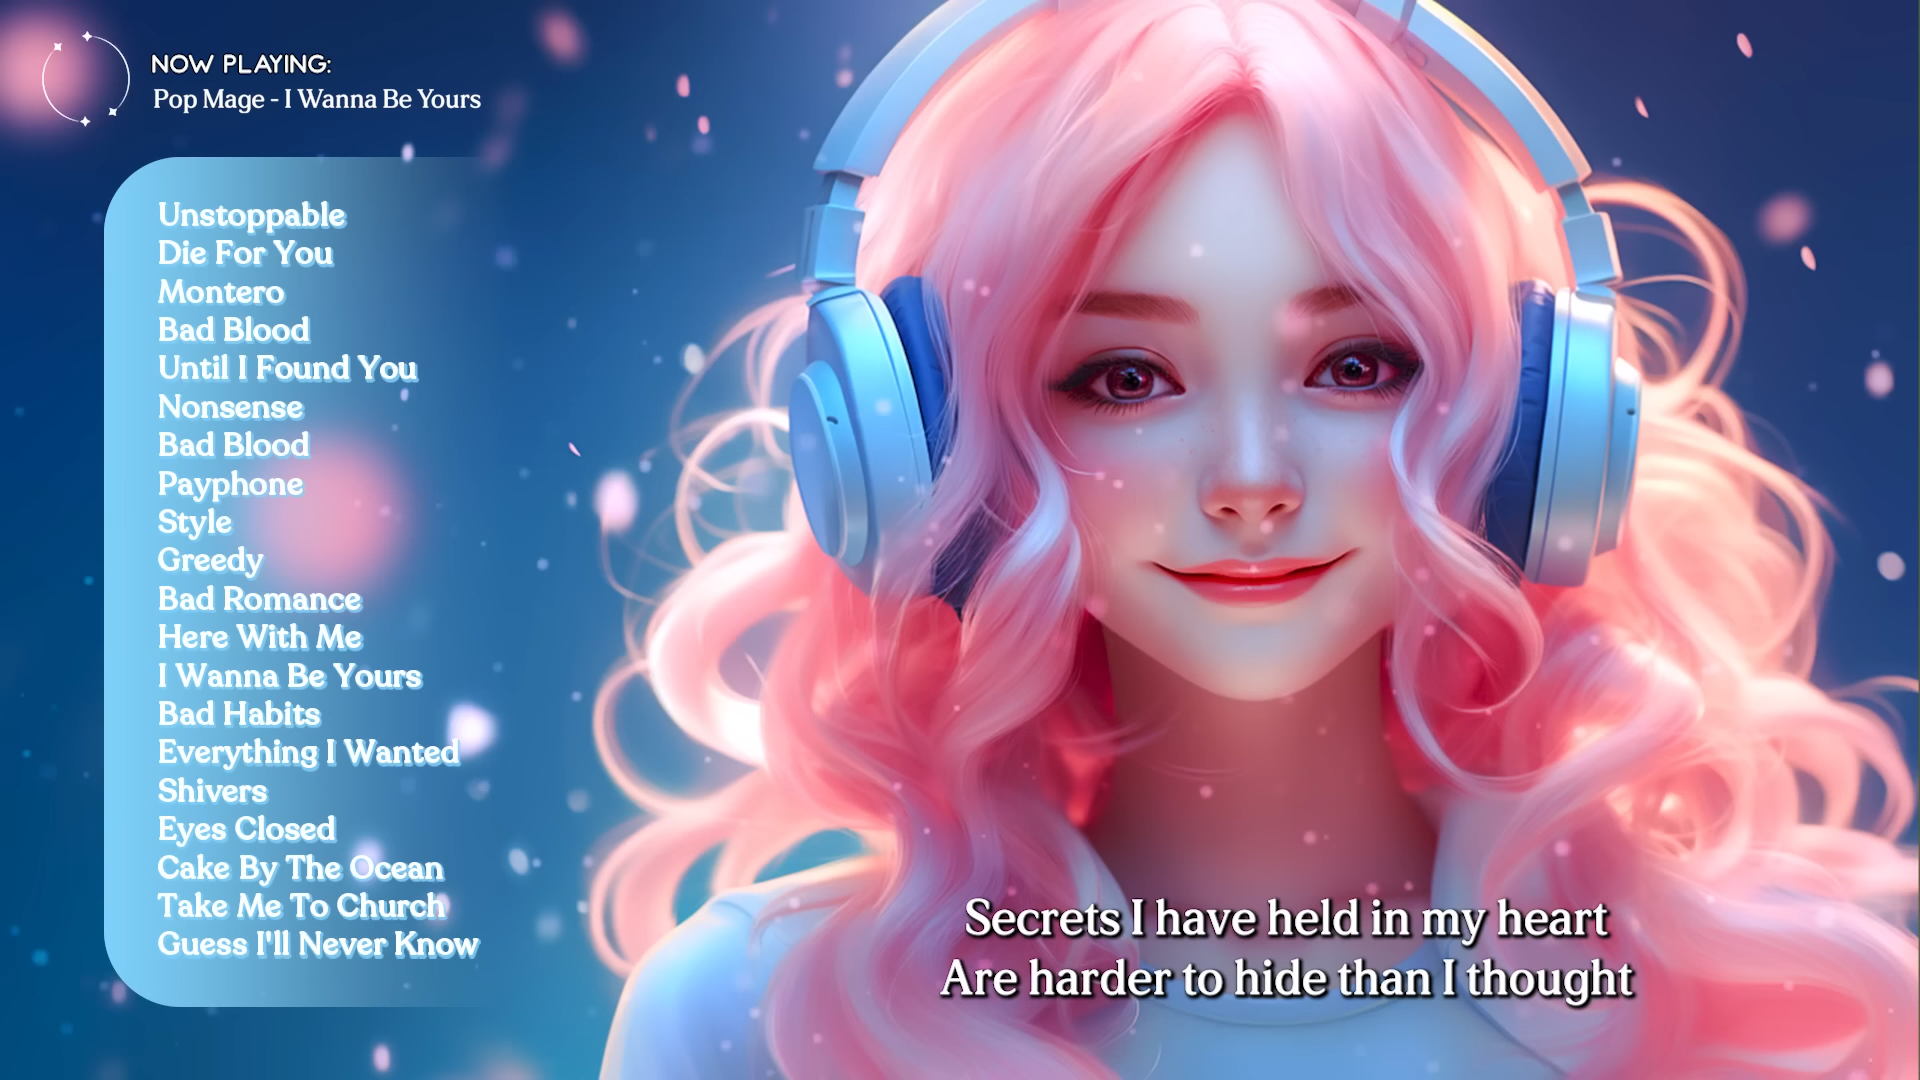 NOW PLAYING:
Pop Mage - I Wanna Be Yours
Unstoppable
Die For You
Montero
Bad Blood
Until I Found You
Nonsense
Bad Blood
Payphone
Style
Greedy
Bad Romance
Here With Me
I Wanna Be Yours
Bad Habits
Everything I Wanted
Shivers
Eyes Closed
Cake By The Ocean
Take Me To Church
Guess I'll Never Know
Secrets I have held in my heart
Are harder to hide than I thought